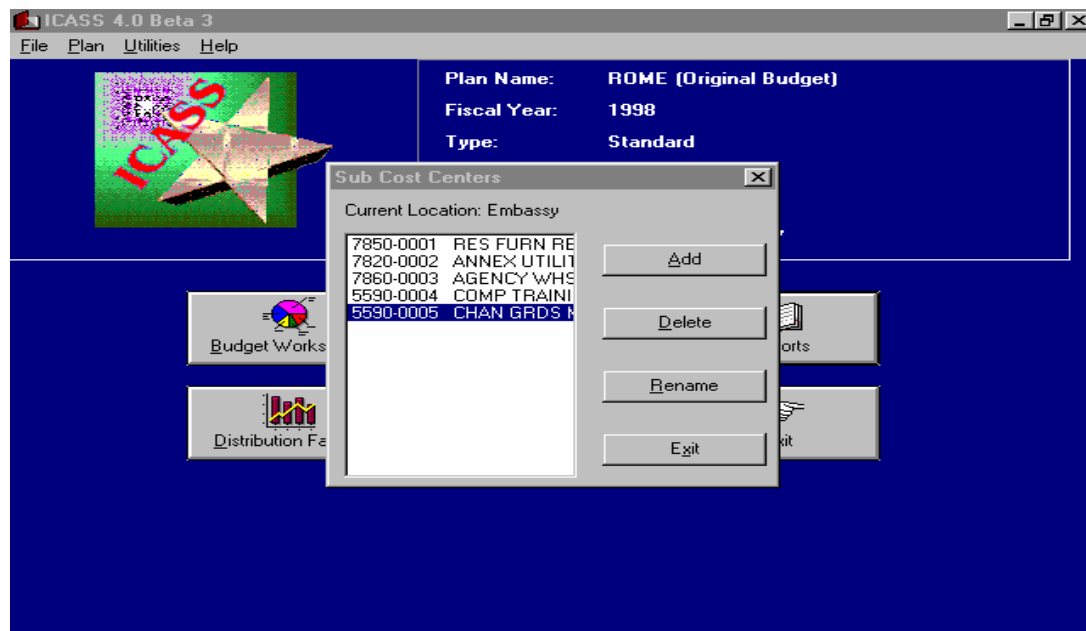 ICASS 4.0 Beta 3
File Plan Utilities Help
ICASS
Plan Name: ROME (Original Budget)
Fiscal Year: 1998
Type: Standard
Sub Cost Centers
Current Location: Embassy
7850-0001 RES FURN RE
7820-0002 ANNEX UTILIT
7860-0003 AGENCY WHS
5590-0004 COMP TRAINI
5590-0005 CHAN GRDS M
Add
Delete
Rename
Exit
Budget Works
orts
Distribution Fa
xit